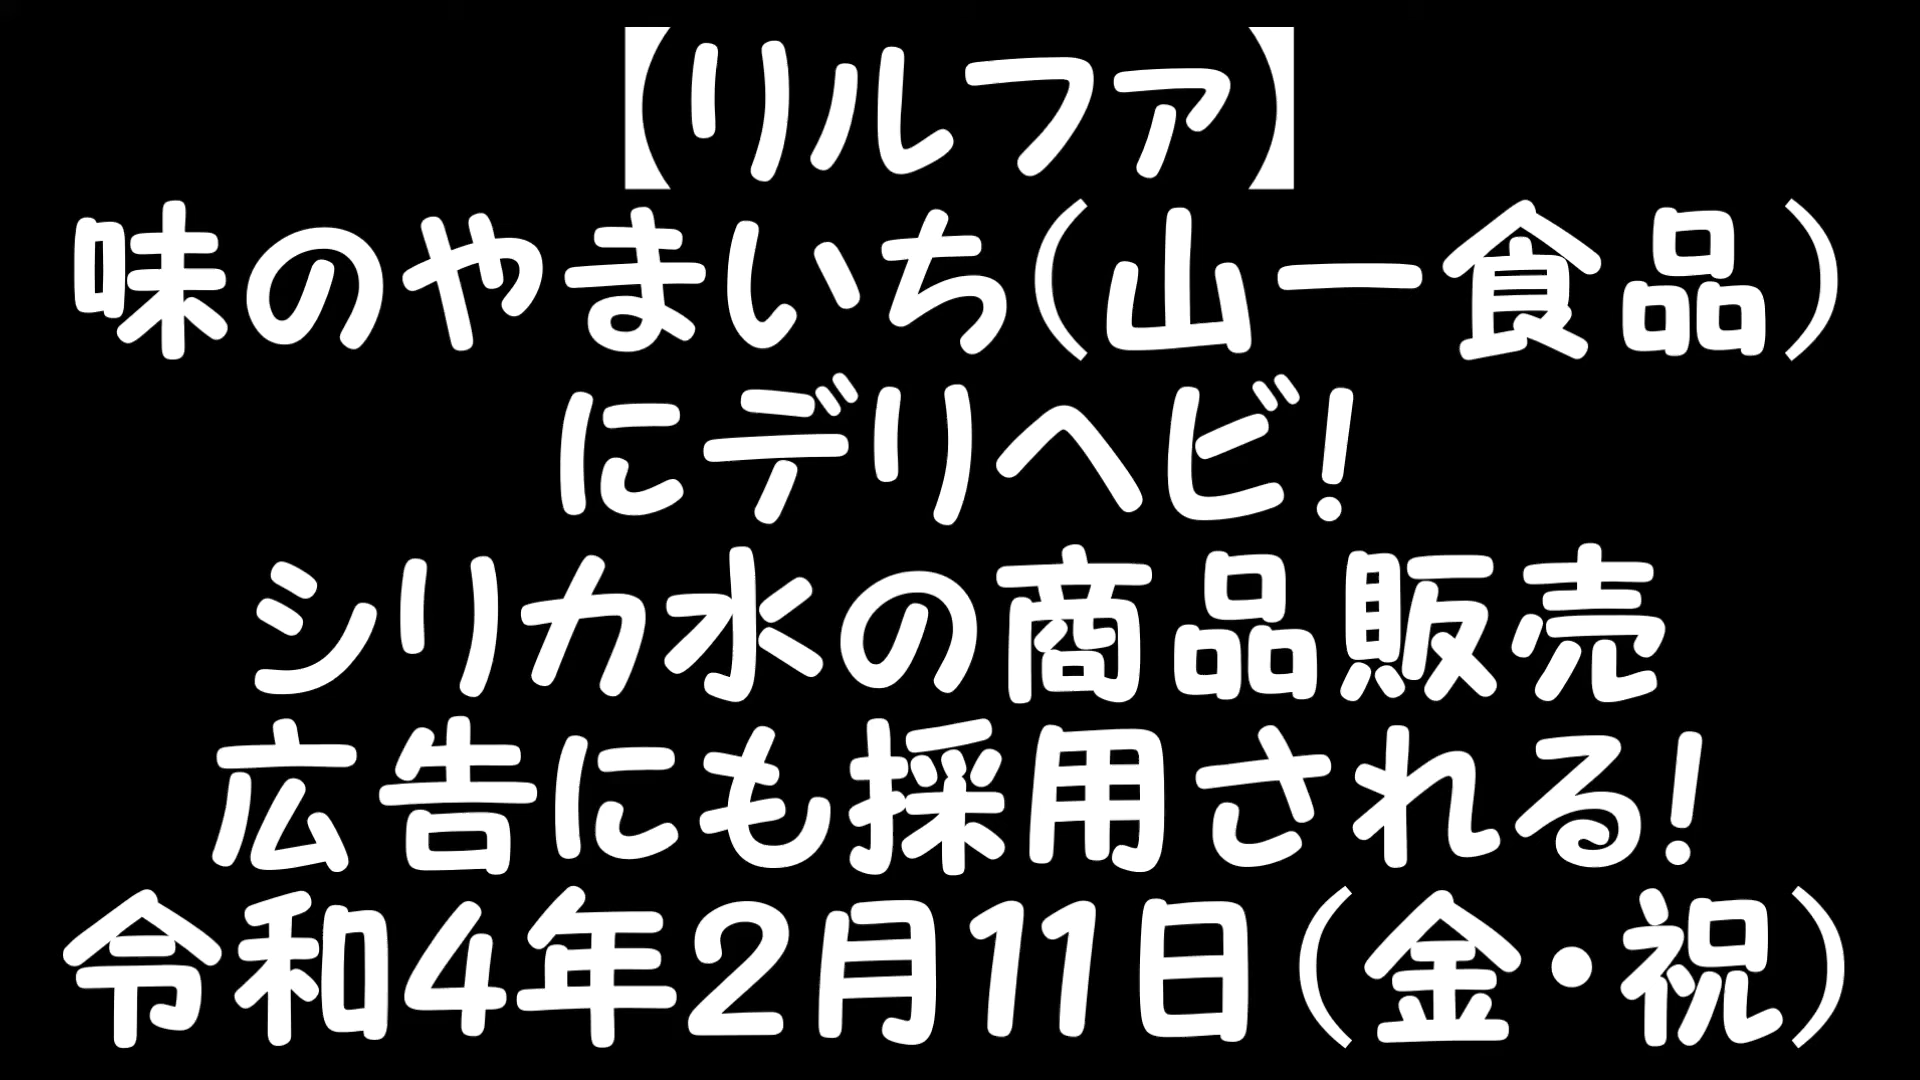 【リルファ】
味のやまいち(山一食品)
にデリヘビ!
シリカ水の商品販売
広告にも採用される!
令和4年2月11日(金・祝)